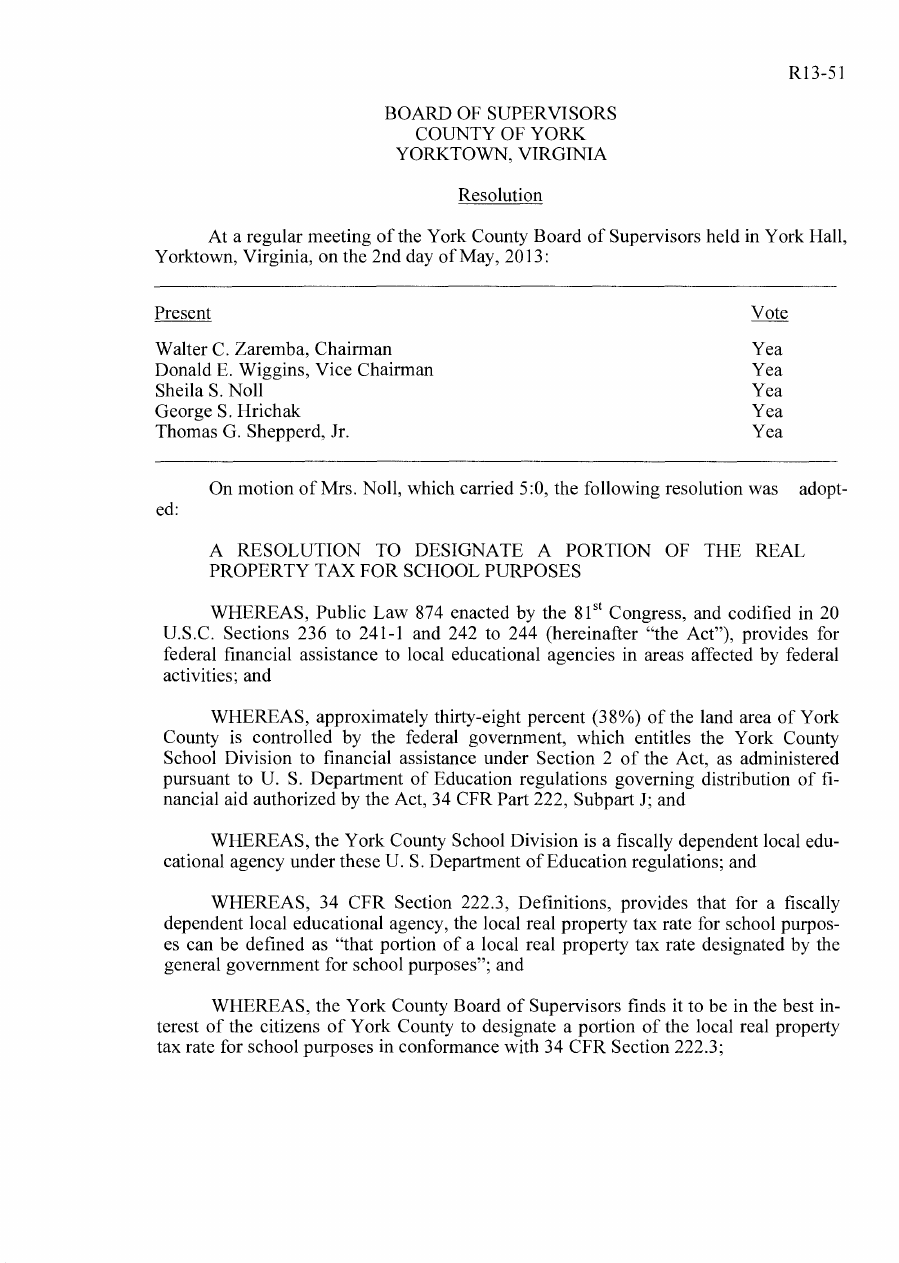 R13-51
BOARD OF SUPERVISORS
COUNTY OF YORK
YORKTOWN, VIRGINIA
Resolution
At a regular meeting of the York County Board of Supervisors held in York Hall,
Yorktown, Virginia, on the 2nd day of May, 2013:
Present Vote
Walter C. Zaremba, Chairman Yea
Donald E. Wiggins, Vice Chairman Yea
Sheila S. Noll Yea
George S. Hrichak Yea
Thomas G. Shepperd, Jr. Yea
On motion of Mrs. Noll, which carried 5:0, the following resolution was adopt-
ed:
A RESOLUTION TO DESIGNATE A PORTION OF THE REAL
PROPERTY TAX FOR SCHOOL PURPOSES
WHEREAS, Public Law 874 enacted by the 81st Congress, and codified in 20
U.S.C. Sections 236 to 241-1 and 242 to 244 (hereinafter “the Act”), provides for
federal financial assistance to local educational agencies in areas affected by federal
activities; and
WHEREAS, approximately thirty-eight percent (38%) of the land area of York
County is controlled by the federal government, which entitles the York County
School Division to financial assistance under Section 2 of the Act, as administered
pursuant to U. S. Department of Education regulations governing distribution of fi-
nancial aid authorized by the Act, 34 CFR Part 222, Subpart J; and
WHEREAS, the York County School Division is a fiscally dependent local edu-
cational agency under these U. S. Department of Education regulations; and
WHEREAS, 34 CFR Section 222.3, Definitions, provides that for a fiscally
dependent local educational agency, the local real property tax rate for school purpos-
es can be defined as “that portion of a local real property tax rate designated by the
general government for school purposes”; and
WHEREAS, the York County Board of Supervisors finds it to be in the best in-
terest of the citizens of York County to designate a portion of the local real property
tax rate for school purposes in conformance with 34 CFR Section 222.3;